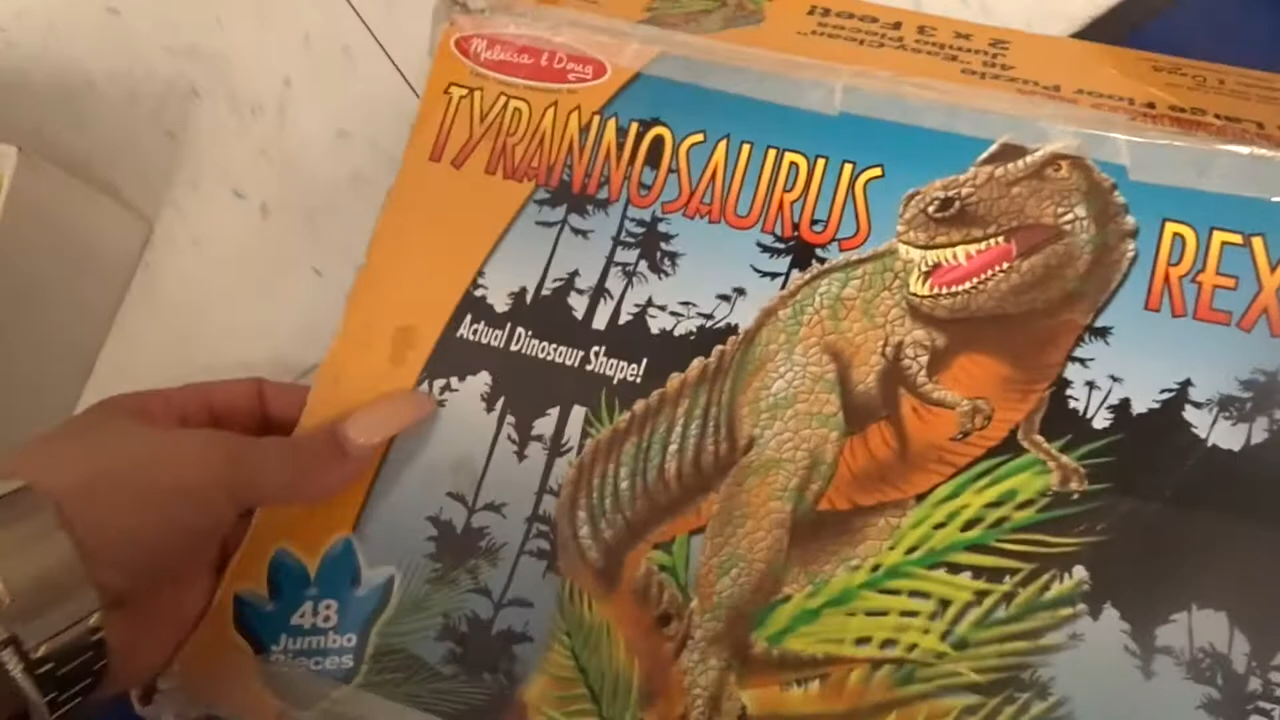 Melissa & Doug
TYRANNOSAURUS REX
Actual Dinosaur Shape!
48
Jumbo
Pieces
Large Floor Puzzle
48 "Easy-Clean"
Jumbo Pieces
2 x 3 Feet!